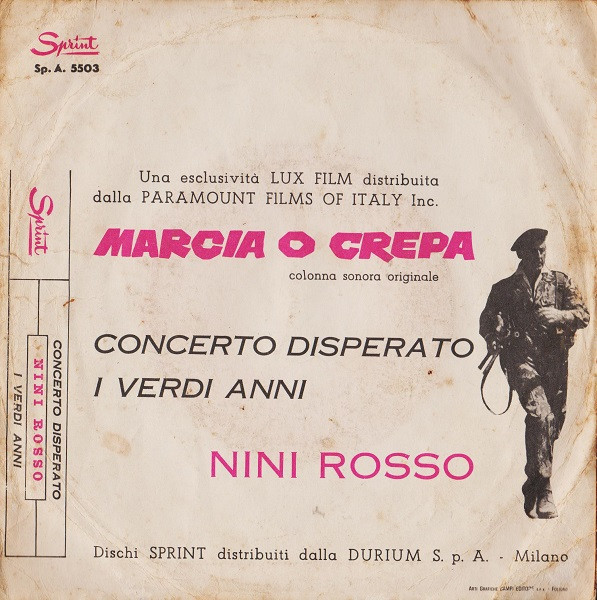 Sprint
Sp. A. 5503
Una esclusività LUX FILM distribuita
dalla PARAMOUNT FILMS OF ITALY Inc.
MARCIA O CREPA
colonna sonora originale
CONCERTO DISPERATO
I VERDI ANNI
NINI ROSSO
Sprint
CONCERTO DISPERATO
NINI ROSSO
I VERDI ANNI
Dischi SPRINT distribuiti dalla DURIUM S. p. A. - Milano
ARTI GRAFICHE